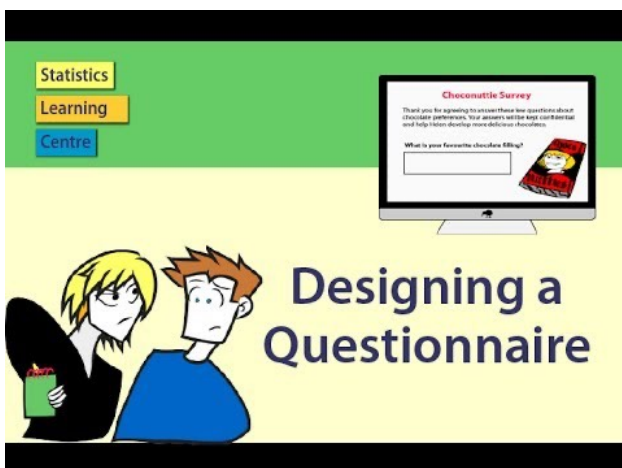 Statistics
Learning
Centre
Choconuttie Survey
Thank you for agreeing to answer these few questions about
chocolate preferences. Your answers will be kept confidential
and help Helen develop more delicious chocolates.
What is your favourite chocolate filling?
Designing a
Questionnaire